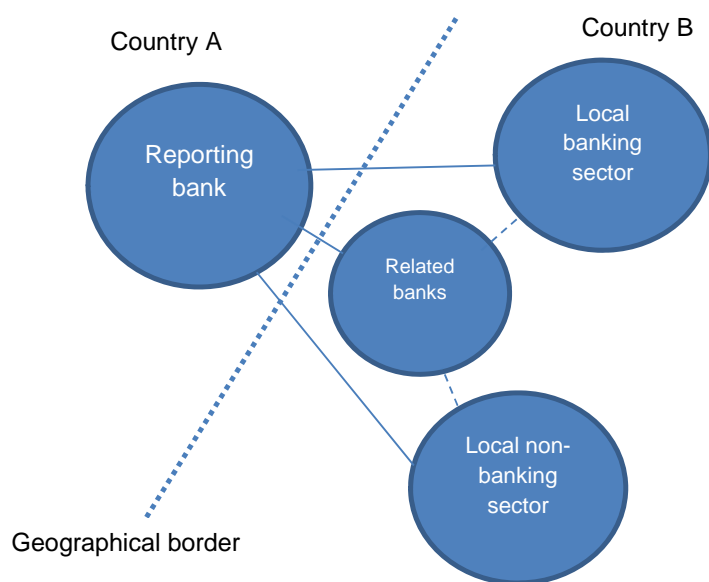 Country A
Country B
Reporting
bank
Local
banking
sector
Related
banks
Local non-
banking
sector
Geographical border